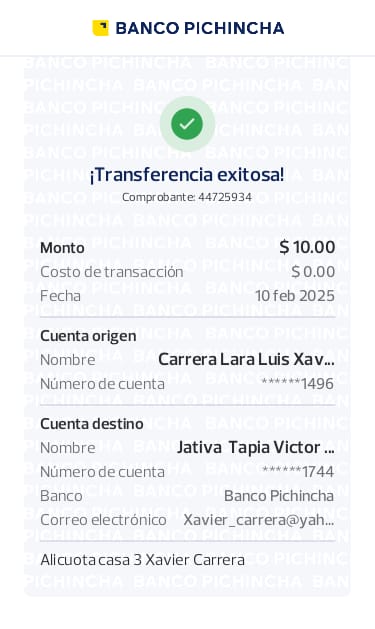 BANCO PICHINCHA
¡Transferencia exitosa!
Comprobante: 44725934
Monto $ 10.00
Costo de transacción $ 0.00
Fecha 10 feb 2025
Cuenta origen
Nombre Carrera Lara Luis Xav...
Número de cuenta ******1496
Cuenta destino
Nombre Jativa Tapia Victor ...
Número de cuenta ******1744
Banco Banco Pichincha
Correo electrónico Xavier_carrera@yah...
Alicuota casa 3 Xavier Carrera